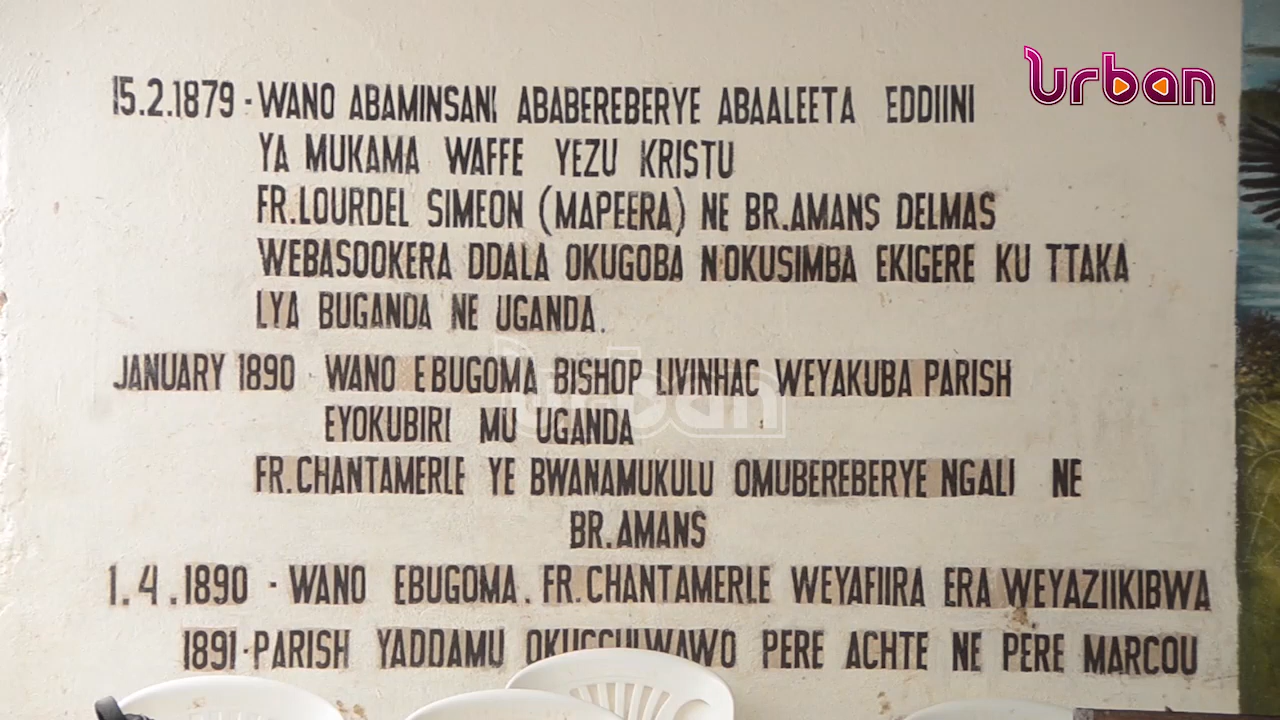 Urban
15.2.1879 - WANO ABAMINSANI ABABEREBERYE ABAALEETA EDDIINI
YA MUKAMA WAFFE YEZU KRISTU
FR.LOURDEL SIMEON (MAPEERA) NE BR.AMANS DELMAS
WEBASOOKERA DDALA OKUGOBA N'OKUSIMBA EKIGERE KU TTAKA
LYA BUGANDA NE UGANDA.
JANUARY 1890 WANO EBUGOMA BISHOP LIVINHAC WEYAKUBA PARISH
EYOKUBIRI MU UGANDA
Urban
FR.CHANTAMERLE YE BWANAMUKULU OMUBEREBERYE NGALI NE
BR.AMANS
1.4.1890 - WANO EBUGOMA. FR.CHANTAMERLE WEYAFIIRA ERA WEYAZIIKIBWA
1891 - PARISH YADDAMU OKUGGULWAWO PERE ACHTE NE PERE MARCOU